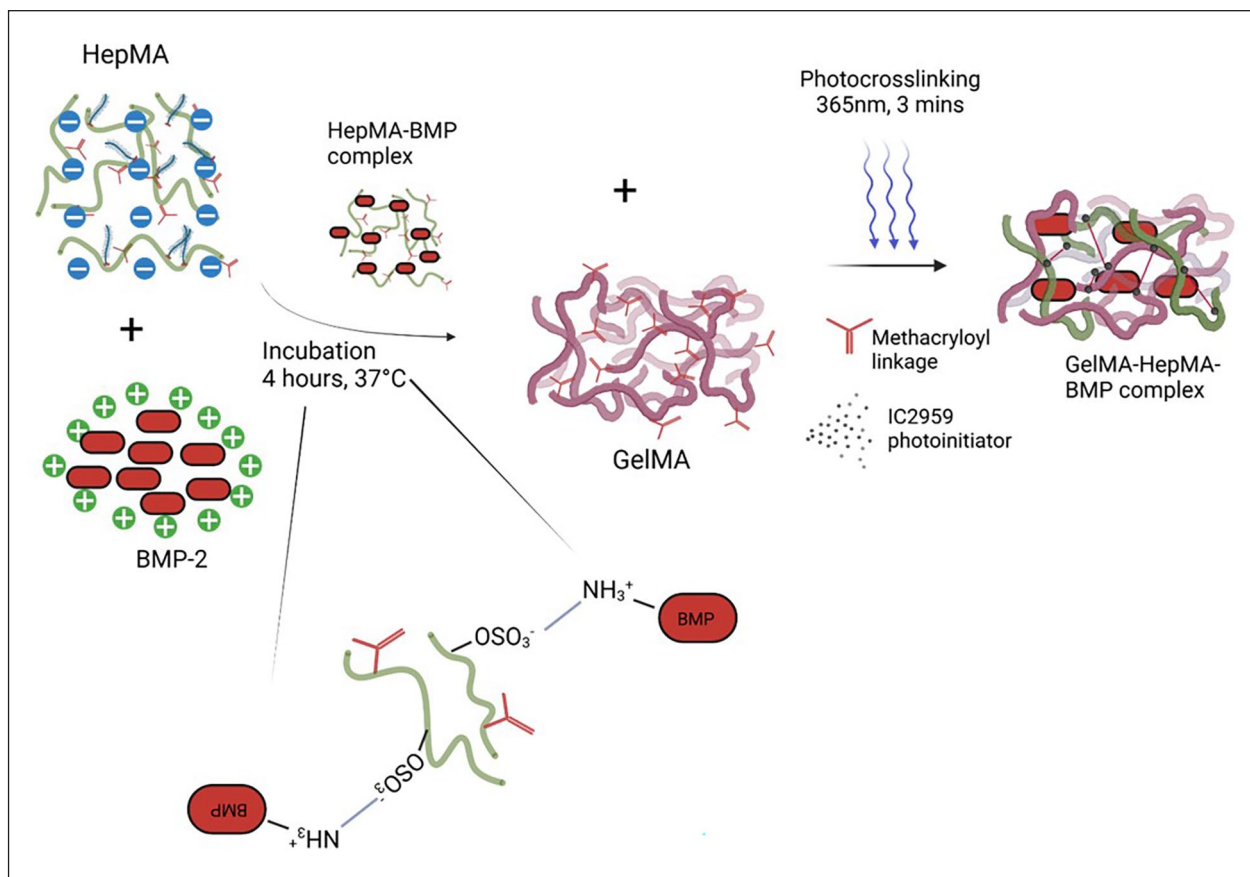 HepMA
HepMA-BMP
complex
Photocrosslinking
365nm, 3 mins
+
+
Incubation
4 hours, 37°C
BMP-2
GelMA
Methacryloyl
linkage
IC2959
photoinitiator
GelMA-HepMA-
BMP complex
NH₃⁺
BMP
OSO₃⁻
OSO₃⁻
BMP
NH₃⁺